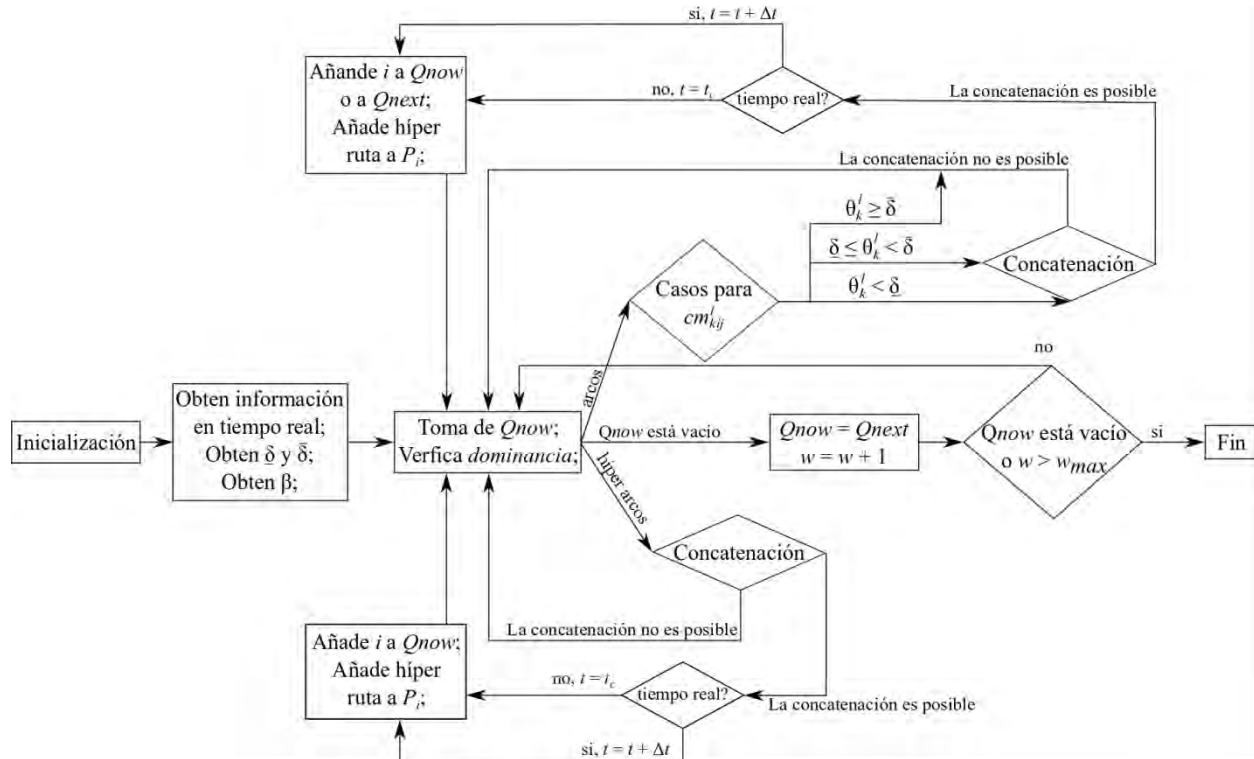 si, t = t + Δt
Añande i a Qnow
o a Qnext;
Añade híper
ruta a Pᵢ;
no, t = t꜀
tiempo real?
La concatenación es posible
La concatenación no es posible
θₖˡ ≥ δ̄
δ̲ ≤ θₖˡ < δ̄
θₖˡ < δ̲
Concatenación
Casos para
cmˡₖᵢⱼ
arcos
no
Inicialización
Obten información
en tiempo real;
Obten δ̲ y δ̄;
Obten β;
Toma de Qnow;
Verfica dominancia;
Qnow está vacio
Qnow = Qnext
w = w + 1
Qnow está vacío
o w > wₘₐₓ
si
Fin
híper arcos
Concatenación
La concatenación no es posible
Añade i a Qnow;
Añade híper
ruta a Pᵢ;
no, t = t꜀
tiempo real?
La concatenación es posible
si, t = t + Δt